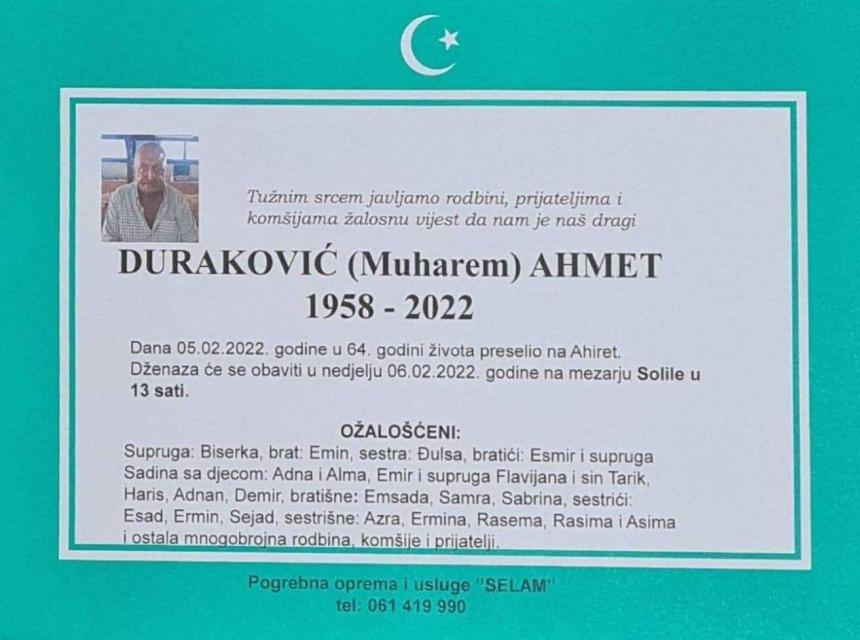 Tužnim srcem javljamo rodbini, prijateljima i
komšijama žalosnu vijest da nam je naš dragi
DURAKOVIĆ (Muharem) AHMET
1958 - 2022
Dana 05.02.2022. godine u 64. godini života preselio na Ahiret.
Dženaza će se obaviti u nedjelju 06.02.2022. godine na mezarju Solile u
13 sati.
OŽALOŠĆENI:
Supruga: Biserka, brat: Emin, sestra: Đulsa, bratići: Esmir i supruga
Sadina sa djecom: Adna i Alma, Emir i supruga Flavijana i sin Tarik,
Haris, Adnan, Demir, bratišne: Emsada, Samra, Sabrina, sestrići:
Esad, Ermin, Sejad, sestrišne: Azra, Ermina, Rasema, Rasima i Asima
i ostala mnogobrojna rodbina, komšije i prijatelji.
Pogrebna oprema i usluge "SELAM"
tel: 061 419 990